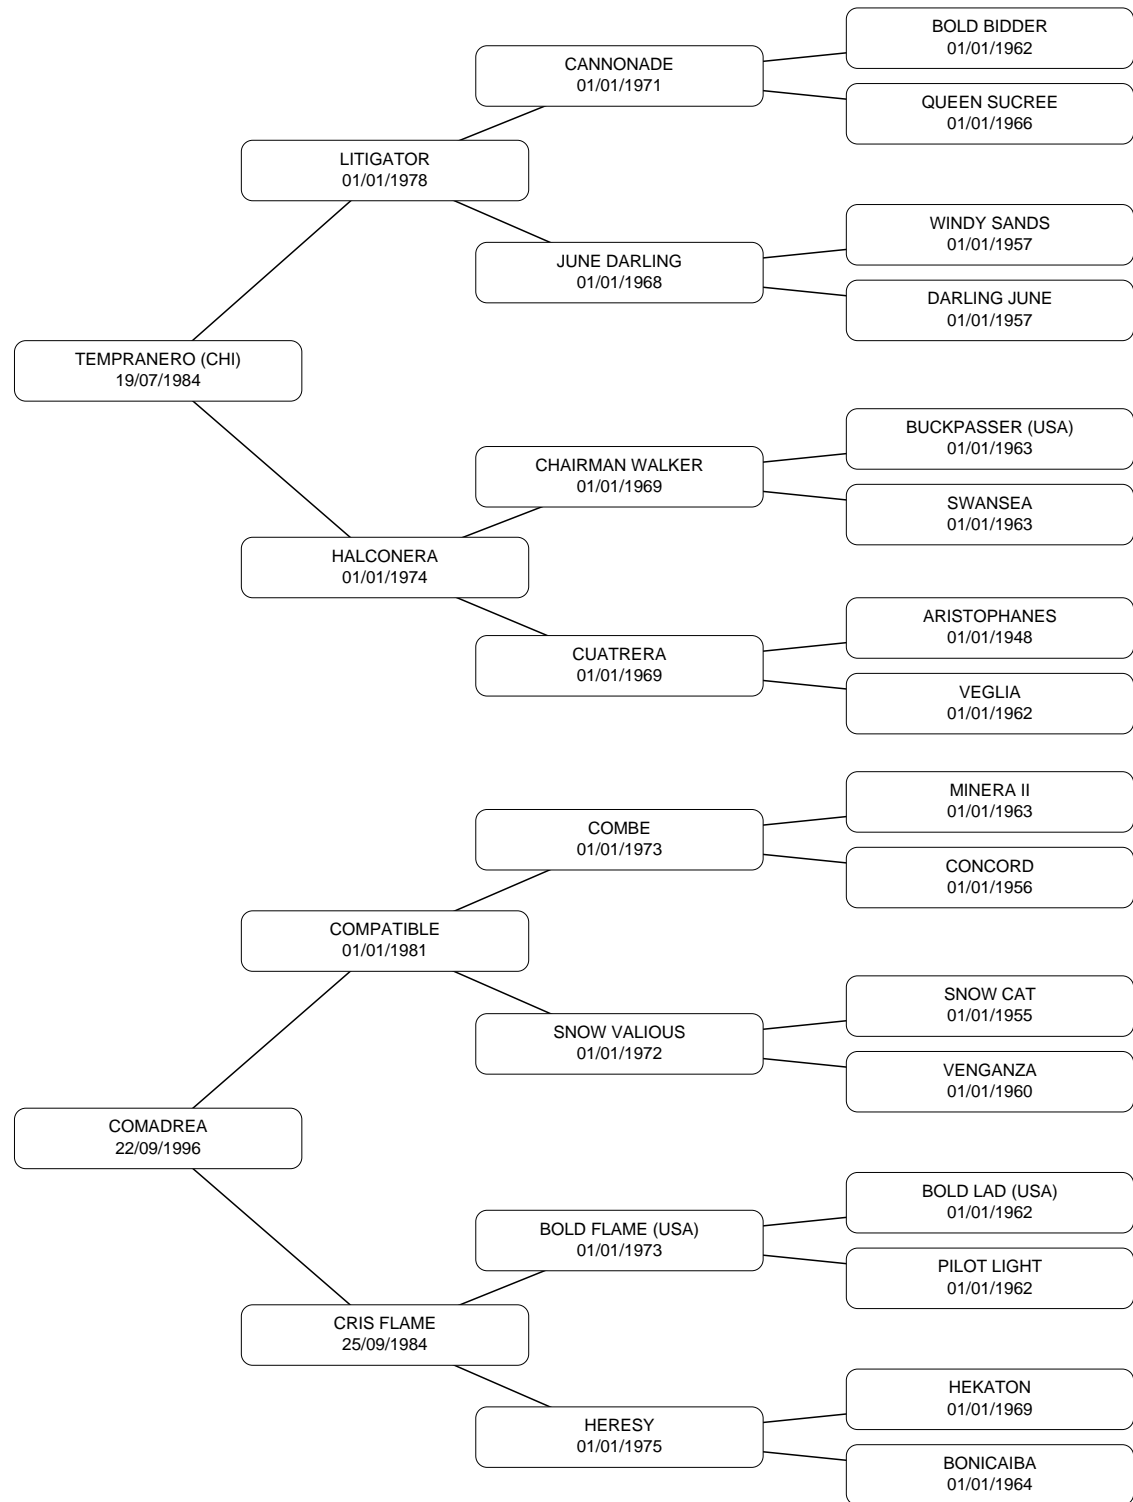 BOLD BIDDER
01/01/1962
CANNONADE
01/01/1971
QUEEN SUCREE
01/01/1966
LITIGATOR
01/01/1978
WINDY SANDS
01/01/1957
JUNE DARLING
01/01/1968
DARLING JUNE
01/01/1957
TEMPRANERO (CHI)
19/07/1984
BUCKPASSER (USA)
01/01/1963
CHAIRMAN WALKER
01/01/1969
SWANSEA
01/01/1963
HALCONERA
01/01/1974
ARISTOPHANES
01/01/1948
CUATRERA
01/01/1969
VEGLIA
01/01/1962
MINERA II
01/01/1963
COMBE
01/01/1973
CONCORD
01/01/1956
COMPATIBLE
01/01/1981
SNOW CAT
01/01/1955
SNOW VALIOUS
01/01/1972
VENGANZA
01/01/1960
COMADREA
22/09/1996
BOLD LAD (USA)
01/01/1962
BOLD FLAME (USA)
01/01/1973
PILOT LIGHT
01/01/1962
CRIS FLAME
25/09/1984
HEKATON
01/01/1969
HERESY
01/01/1975
BONICAIBA
01/01/1964